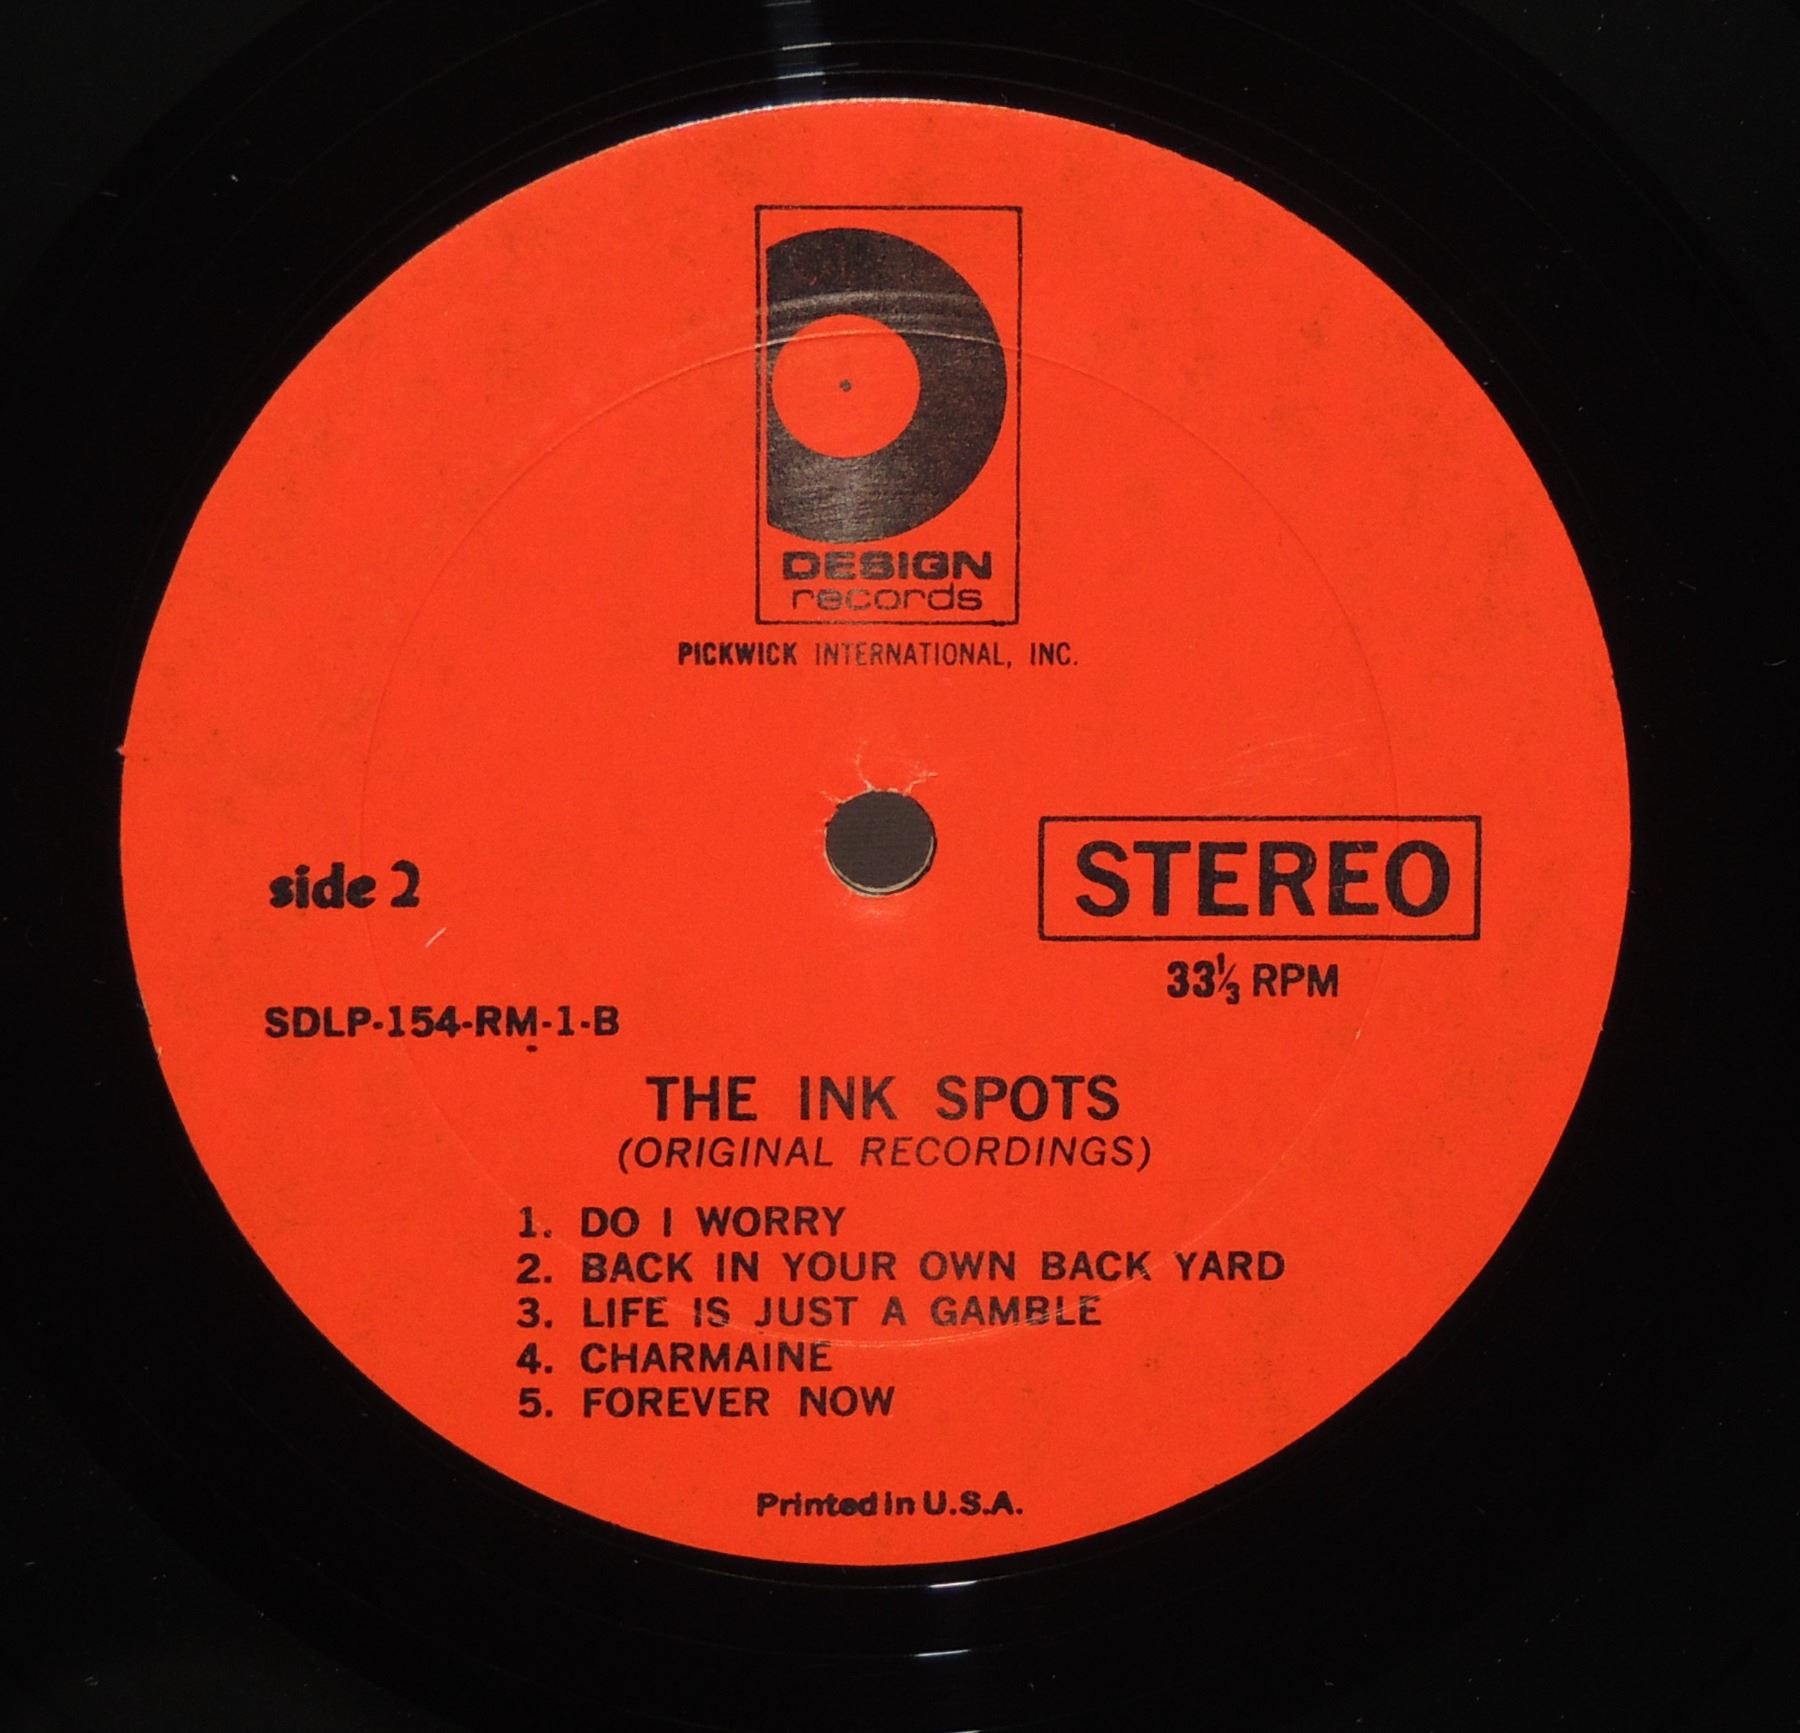 DESIGN
records
PICKWICK INTERNATIONAL, INC.
side 2
STEREO
33⅓ RPM
SDLP-154-RM-1-B
THE INK SPOTS
(ORIGINAL RECORDINGS)
1. DO I WORRY
2. BACK IN YOUR OWN BACK YARD
3. LIFE IS JUST A GAMBLE
4. CHARMAINE
5. FOREVER NOW
Printed in U.S.A.